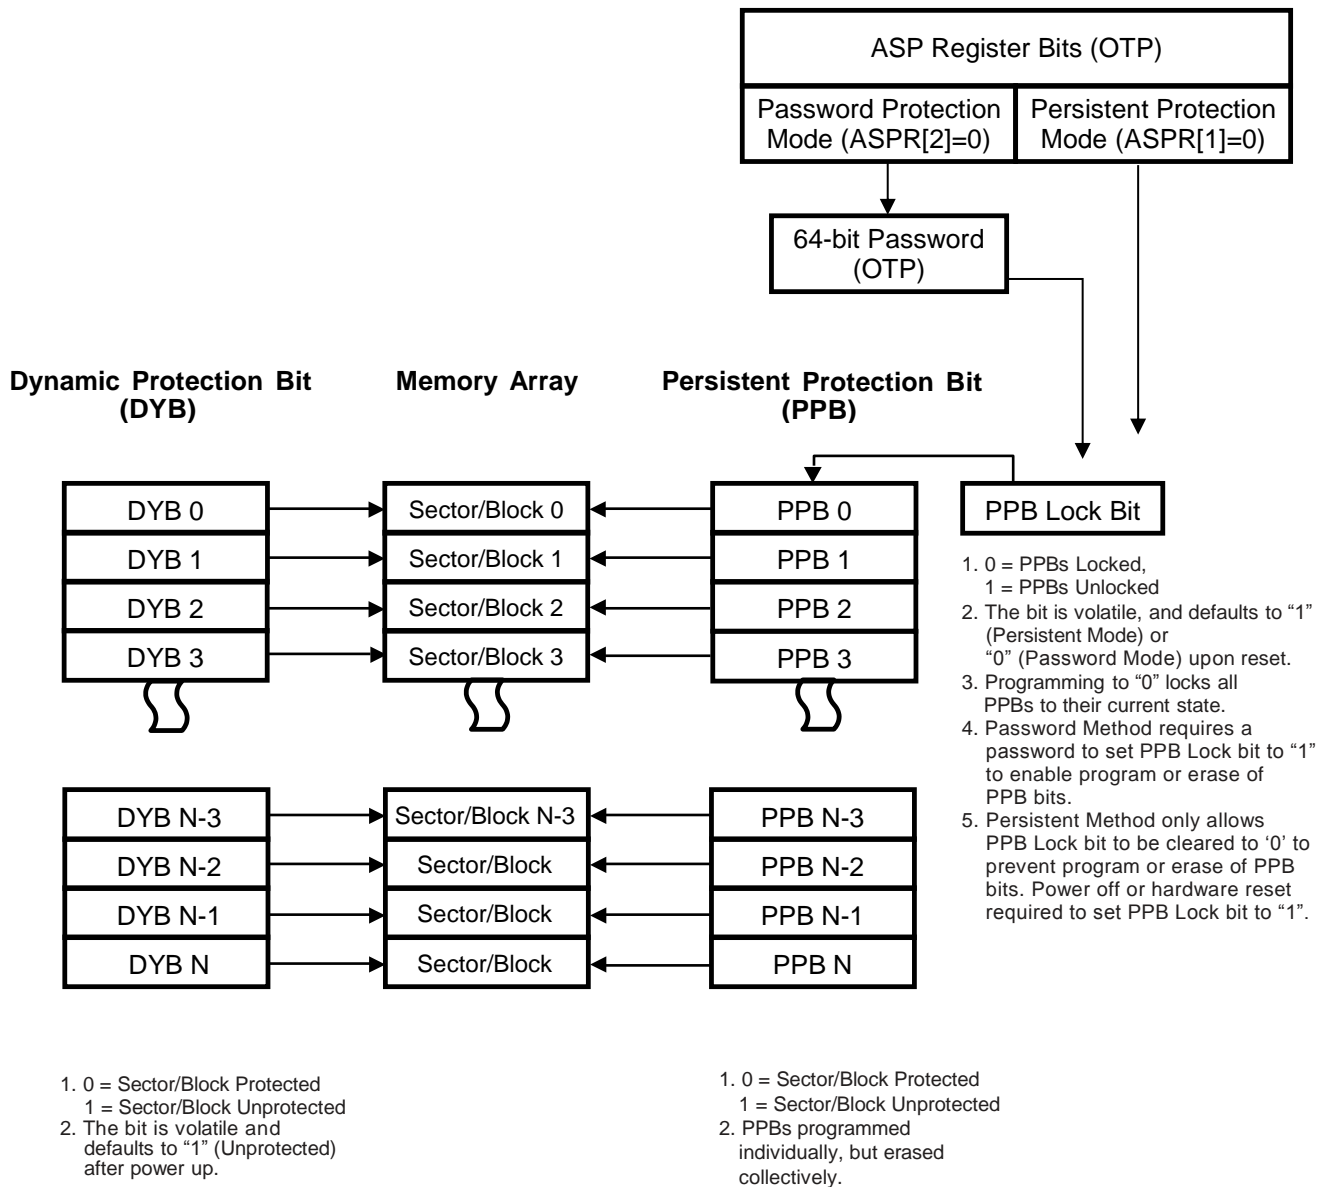 ASP Register Bits (OTP)
Password Protection
Mode (ASPR[2]=0)
Persistent Protection
Mode (ASPR[1]=0)
64-bit Password
(OTP)
Dynamic Protection Bit
(DYB)
Memory Array
Persistent Protection Bit
(PPB)
DYB 0
Sector/Block 0
PPB 0
PPB Lock Bit
DYB 1
Sector/Block 1
PPB 1
DYB 2
Sector/Block 2
PPB 2
DYB 3
Sector/Block 3
PPB 3
1. 0 = PPBs Locked,
1 = PPBs Unlocked
2. The bit is volatile, and defaults to “1”
(Persistent Mode) or
“0” (Password Mode) upon reset.
3. Programming to “0” locks all
PPBs to their current state.
4. Password Method requires a
password to set PPB Lock bit to “1”
to enable program or erase of
PPB bits.
5. Persistent Method only allows
PPB Lock bit to be cleared to ‘0’ to
prevent program or erase of PPB
bits. Power off or hardware reset
required to set PPB Lock bit to “1”.
DYB N-3
Sector/Block N-3
PPB N-3
DYB N-2
Sector/Block
PPB N-2
DYB N-1
Sector/Block
PPB N-1
DYB N
Sector/Block
PPB N
1. 0 = Sector/Block Protected
1 = Sector/Block Unprotected
2. The bit is volatile and
defaults to “1” (Unprotected)
after power up.
1. 0 = Sector/Block Protected
1 = Sector/Block Unprotected
2. PPBs programmed
individually, but erased
collectively.